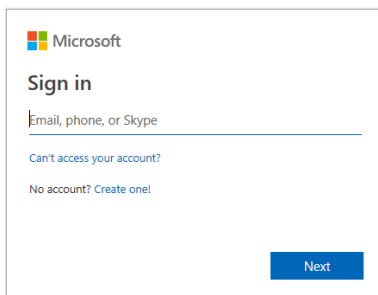 Microsoft
Sign in
Email, phone, or Skype
Can't access your account?
No account? Create one!
Next